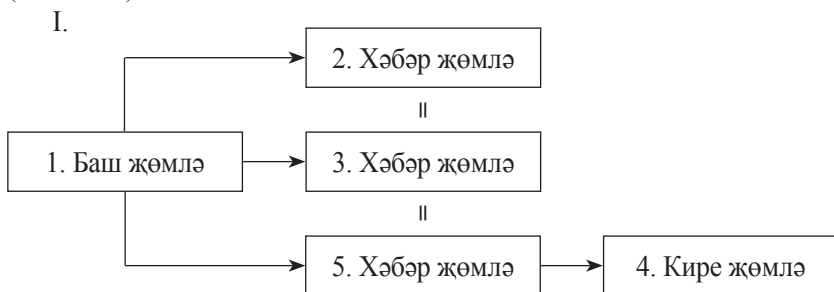 I.
2. Хәбәр җөмлә
=
1. Баш җөмлә
3. Хәбәр җөмлә
=
5. Хәбәр җөмлә
4. Кире җөмлә